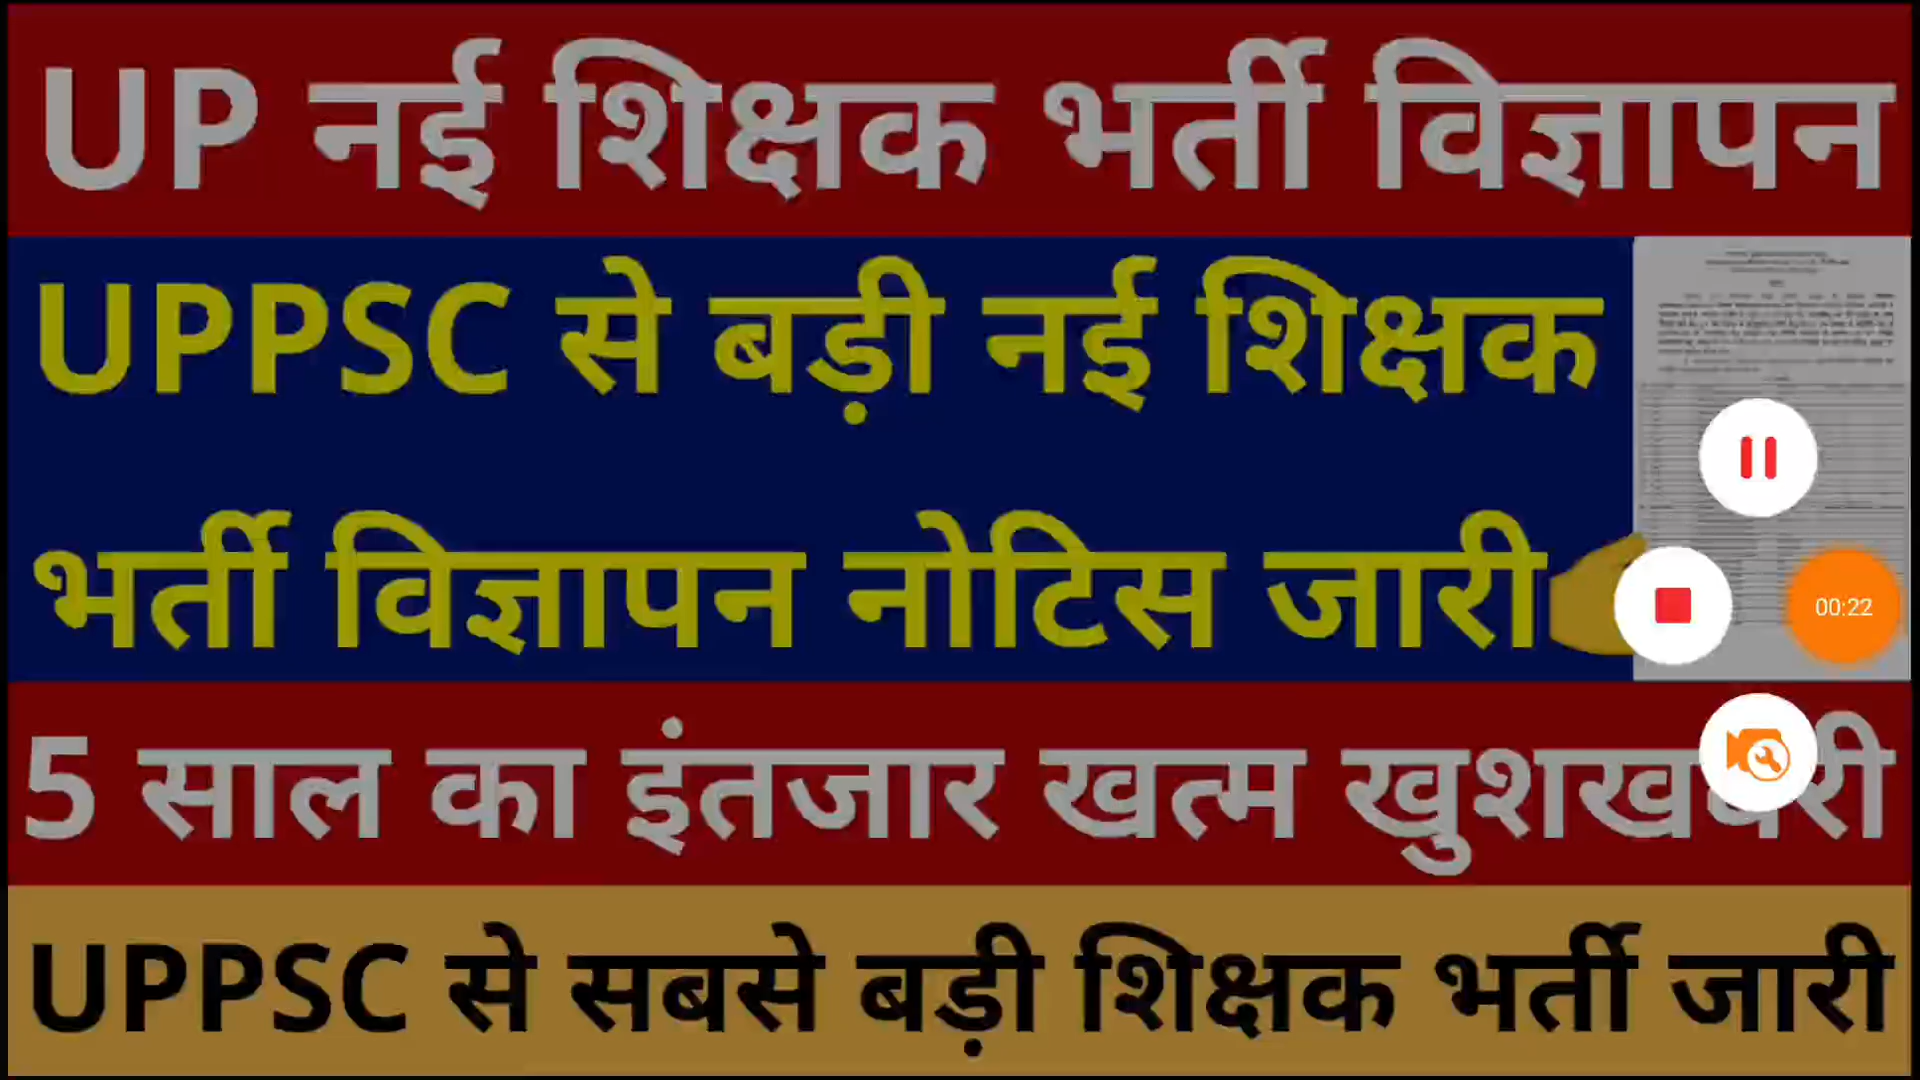 UP नई शिक्षक भर्ती विज्ञापन
UPPSC से बड़ी नई शिक्षक
भर्ती विज्ञापन नोटिस जारी
00:22
5 साल का इंतजार खत्म खुशखबरी
UPPSC से सबसे बड़ी शिक्षक भर्ती जारी